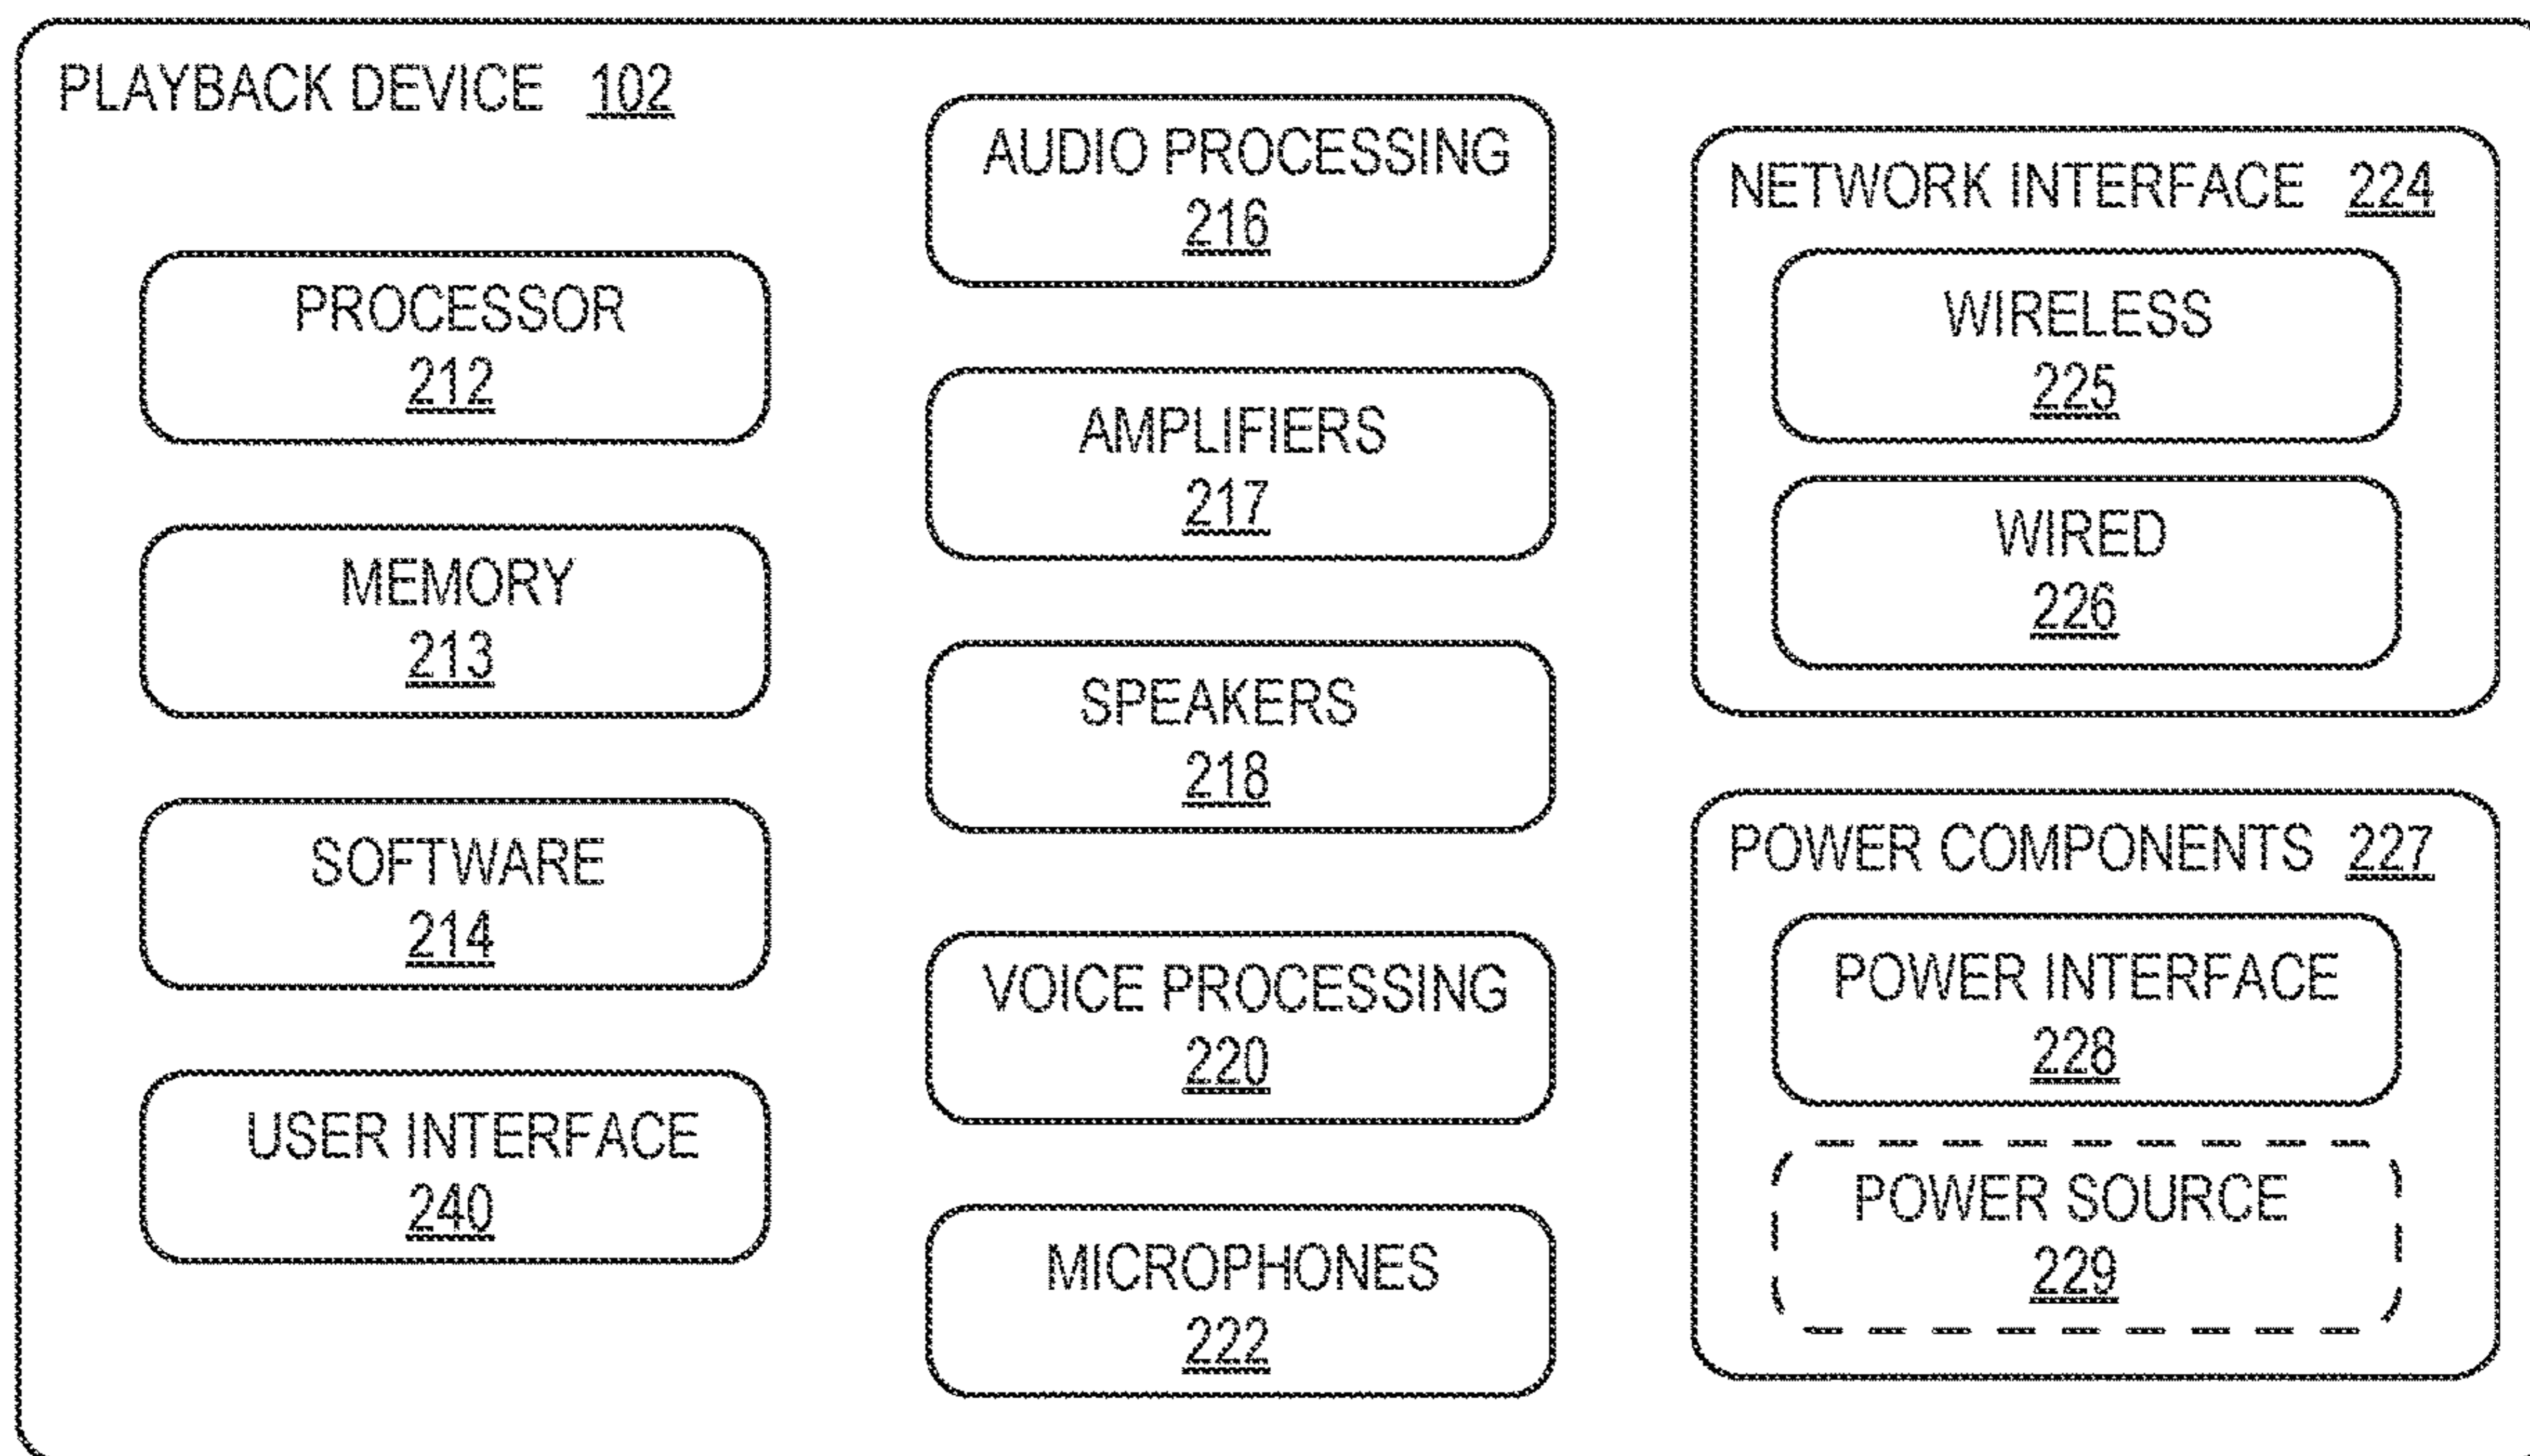 PLAYBACK DEVICE 102
PROCESSOR
212
MEMORY
213
SOFTWARE
214
USER INTERFACE
240
AUDIO PROCESSING
216
AMPLIFIERS
217
SPEAKERS
218
VOICE PROCESSING
220
MICROPHONES
222
NETWORK INTERFACE 224
WIRELESS
225
WIRED
226
POWER COMPONENTS 227
POWER INTERFACE
228
POWER SOURCE
229